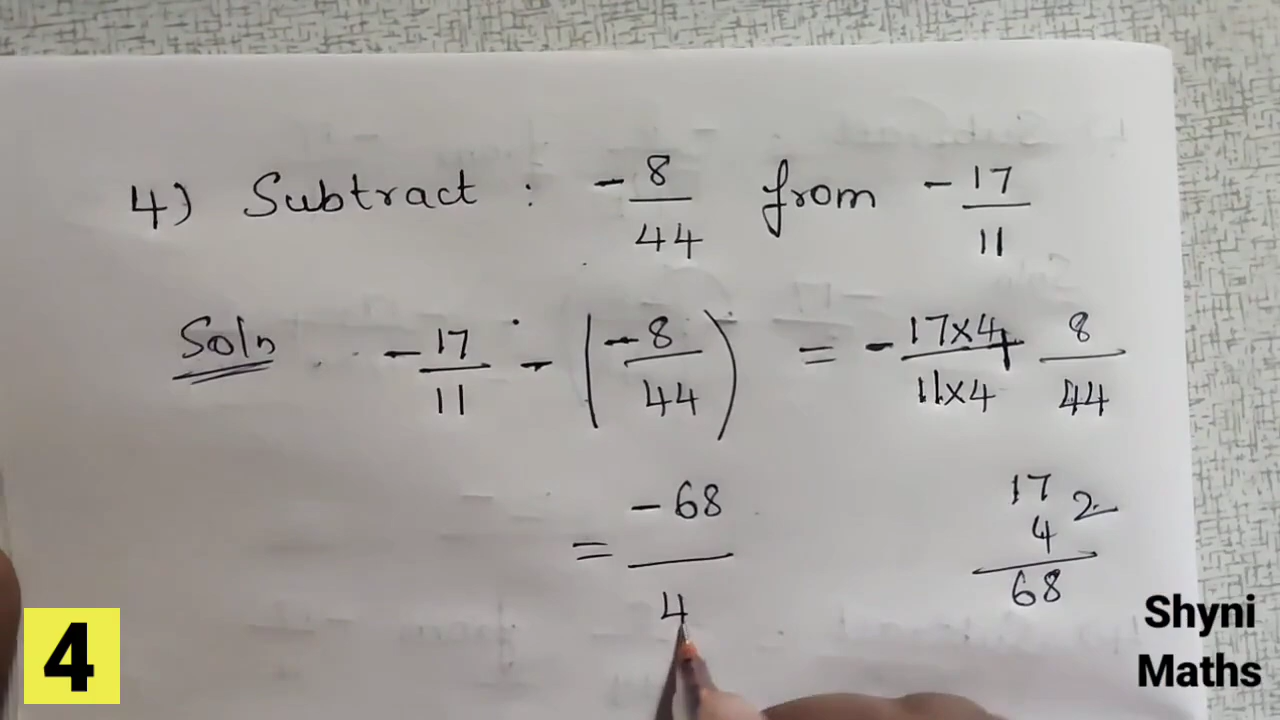 4) Subtract : -8/44 from -17/11
Soln -17/11 - (-8/44) = -17×4/11×4 + 8/44
= -68/4
17
4 2
68
4
Shyni
Maths